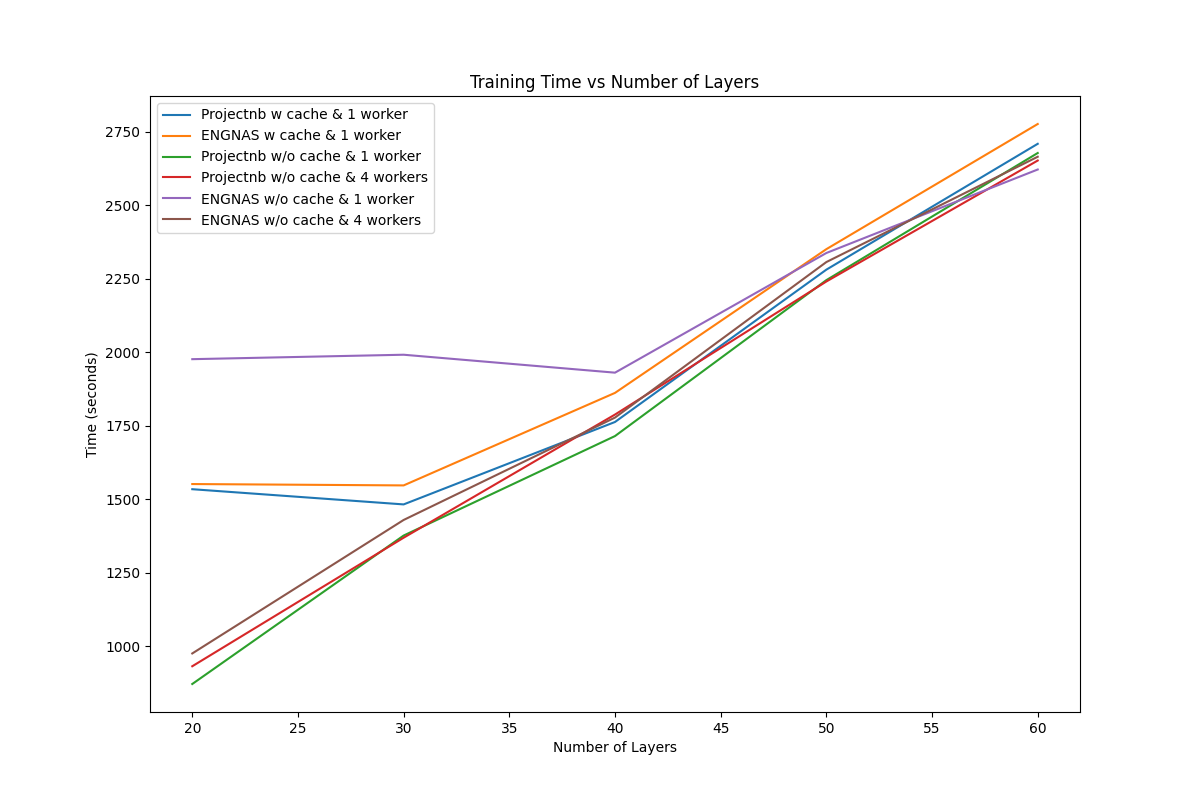 Training Time vs Number of Layers
Projectnb w cache & 1 worker
ENGNAS w cache & 1 worker
Projectnb w/o cache & 1 worker
Projectnb w/o cache & 4 workers
ENGNAS w/o cache & 1 worker
ENGNAS w/o cache & 4 workers
Time (seconds)
2750
2500
2250
2000
1750
1500
1250
1000
20 25 30 35 40 45 50 55 60
Number of Layers